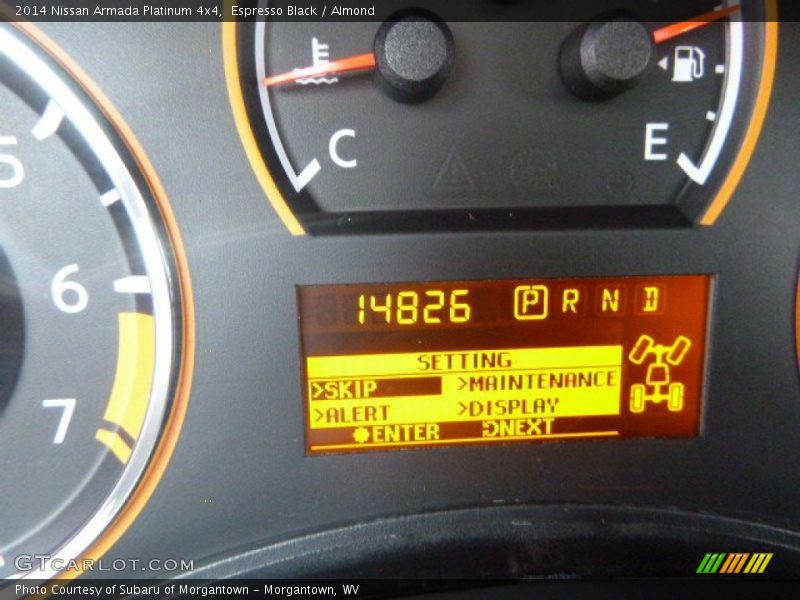 2014 Nissan Armada Platinum 4x4, Espresso Black / Almond
C
E
5
6
7
14826 P R N D
SETTING
>SKIP >MAINTENANCE
>ALERT >DISPLAY
ENTER NEXT
GTCARLOT.COM
Photo Courtesy of Subaru of Morgantown - Morgantown, WV